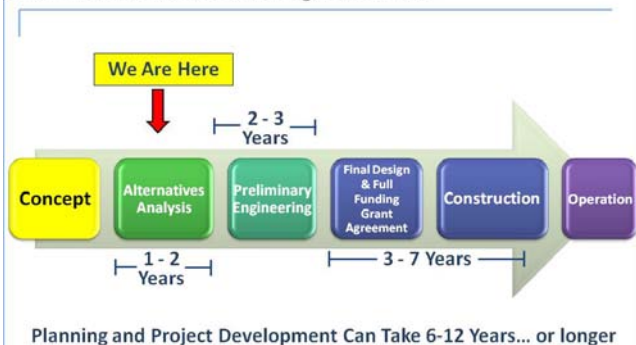 We Are Here
2 - 3
Years
Concept
Alternatives
Analysis
Preliminary
Engineering
Final Design
& Full
Funding
Grant
Agreement
Construction
Operation
1 - 2
Years
3 - 7 Years
Planning and Project Development Can Take 6-12 Years... or longer